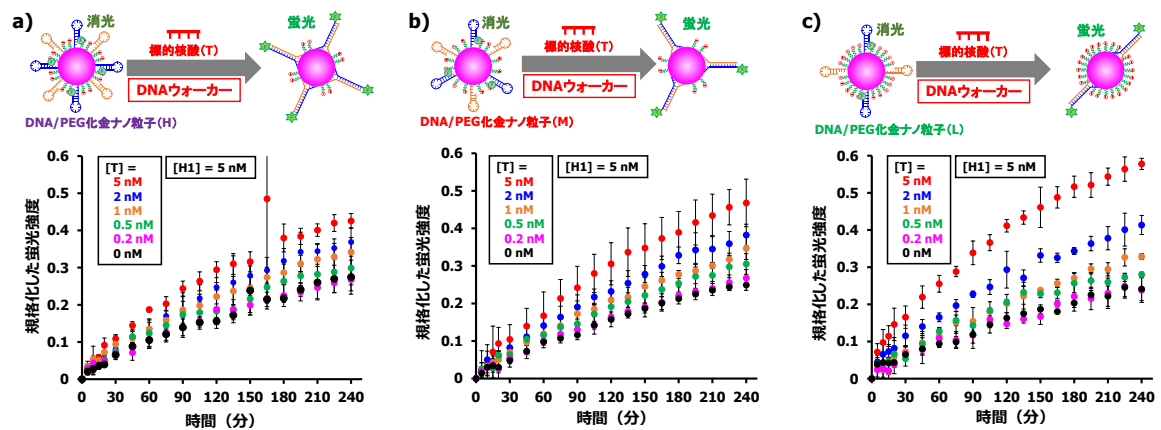 a)
消光
標的核酸(T)
DNAウォーカー
蛍光
DNA/PEG化金ナノ粒子(H)
規格化した蛍光強度
0.6
0.5
0.4
0.3
0.2
0.1
0
[T] =
5 nM
2 nM
1 nM
0.5 nM
0.2 nM
0 nM
[H1] = 5 nM
0 30 60 90 120 150 180 210 240
時間（分）
b)
消光
標的核酸(T)
DNAウォーカー
蛍光
DNA/PEG化金ナノ粒子(M)
規格化した蛍光強度
0.6
0.5
0.4
0.3
0.2
0.1
0
[T] =
5 nM
2 nM
1 nM
0.5 nM
0.2 nM
0 nM
[H1] = 5 nM
0 30 60 90 120 150 180 210 240
時間（分）
c)
消光
標的核酸(T)
DNAウォーカー
蛍光
DNA/PEG化金ナノ粒子(L)
規格化した蛍光強度
0.6
0.5
0.4
0.3
0.2
0.1
0
[T] =
5 nM
2 nM
1 nM
0.5 nM
0.2 nM
0 nM
[H1] = 5 nM
0 30 60 90 120 150 180 210 240
時間（分）